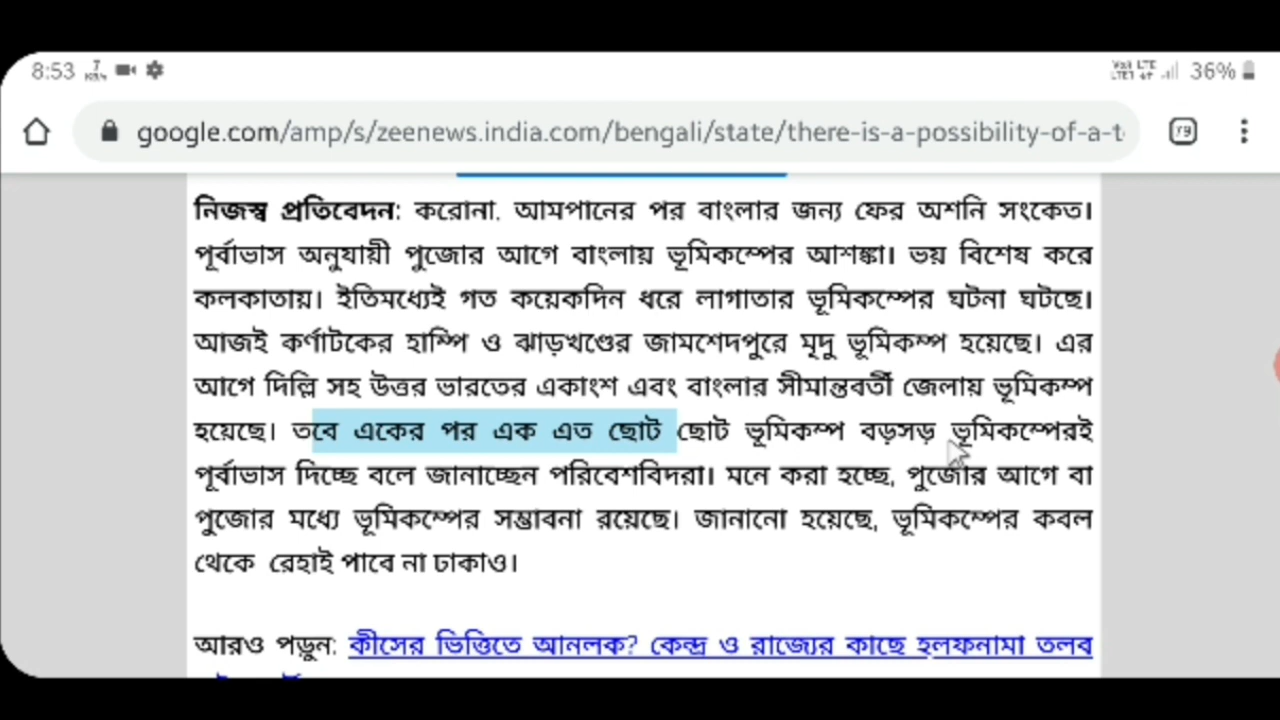 8:53 36%
google.com/amp/s/zeenews.india.com/bengali/state/there-is-a-possibility-of-a-t
79
নিজস্ব প্রতিবেদন: করোনা. আমপানের পর বাংলার জন্য ফের অশনি সংকেত।
পূর্বাভাস অনুযায়ী পুজোর আগে বাংলায় ভূমিকম্পের আশঙ্কা। ভয় বিশেষ করে
কলকাতায়। ইতিমধ্যেই গত কয়েকদিন ধরে লাগাতার ভূমিকম্পের ঘটনা ঘটছে।
আজই কর্ণাটকের হাম্পি ও ঝাড়খণ্ডের জামশেদপুরে মৃদু ভূমিকম্প হয়েছে। এর
আগে দিল্লি সহ উত্তর ভারতের একাংশ এবং বাংলার সীমান্তবর্তী জেলায় ভূমিকম্প
হয়েছে। তবে একের পর এক এত ছোট ছোট ভূমিকম্প বড়সড় ভূমিকম্পেরই
পূর্বাভাস দিচ্ছে বলে জানাচ্ছেন পরিবেশবিদরা। মনে করা হচ্ছে, পুজোর আগে বা
পুজোর মধ্যে ভূমিকম্পের সম্ভাবনা রয়েছে। জানানো হয়েছে, ভূমিকম্পের কবল
থেকে রেহাই পাবে না ঢাকাও।
আরও পড়ুন: কীসের ভিত্তিতে আনলক? কেন্দ্র ও রাজ্যের কাছে হলফনামা তলব